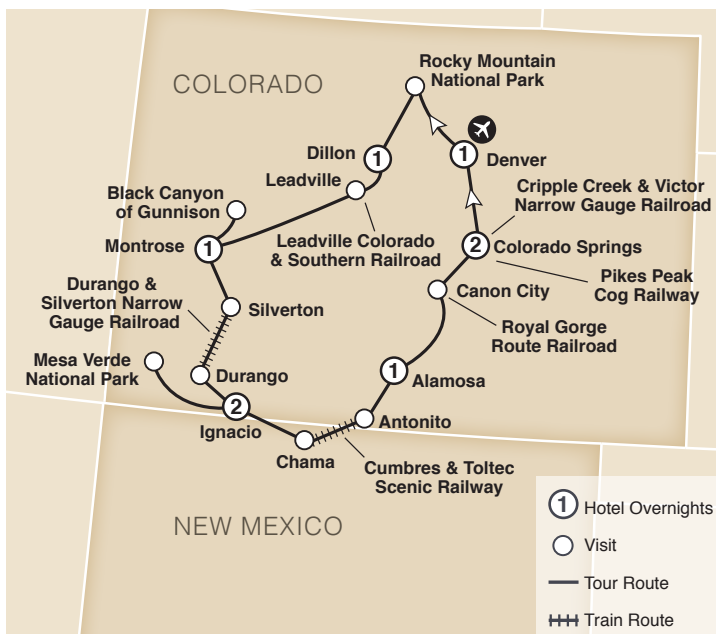 Rocky Mountain
National Park
COLORADO
1
Denver
Dillon
1
Leadville
Cripple Creek & Victor
Narrow Gauge Railroad
Black Canyon
of Gunnison
Montrose
1
Leadville Colorado
& Southern Railroad
2
Colorado Springs
Pikes Peak
Cog Railway
Durango &
Silverton Narrow
Gauge Railroad
Silverton
Canon City
Royal Gorge
Route Railroad
Mesa Verde
National Park
Durango
1
Alamosa
2
Ignacio
Antonito
Chama
Cumbres & Toltec
Scenic Railway
NEW MEXICO
1 Hotel Overnights
Visit
Tour Route
Train Route